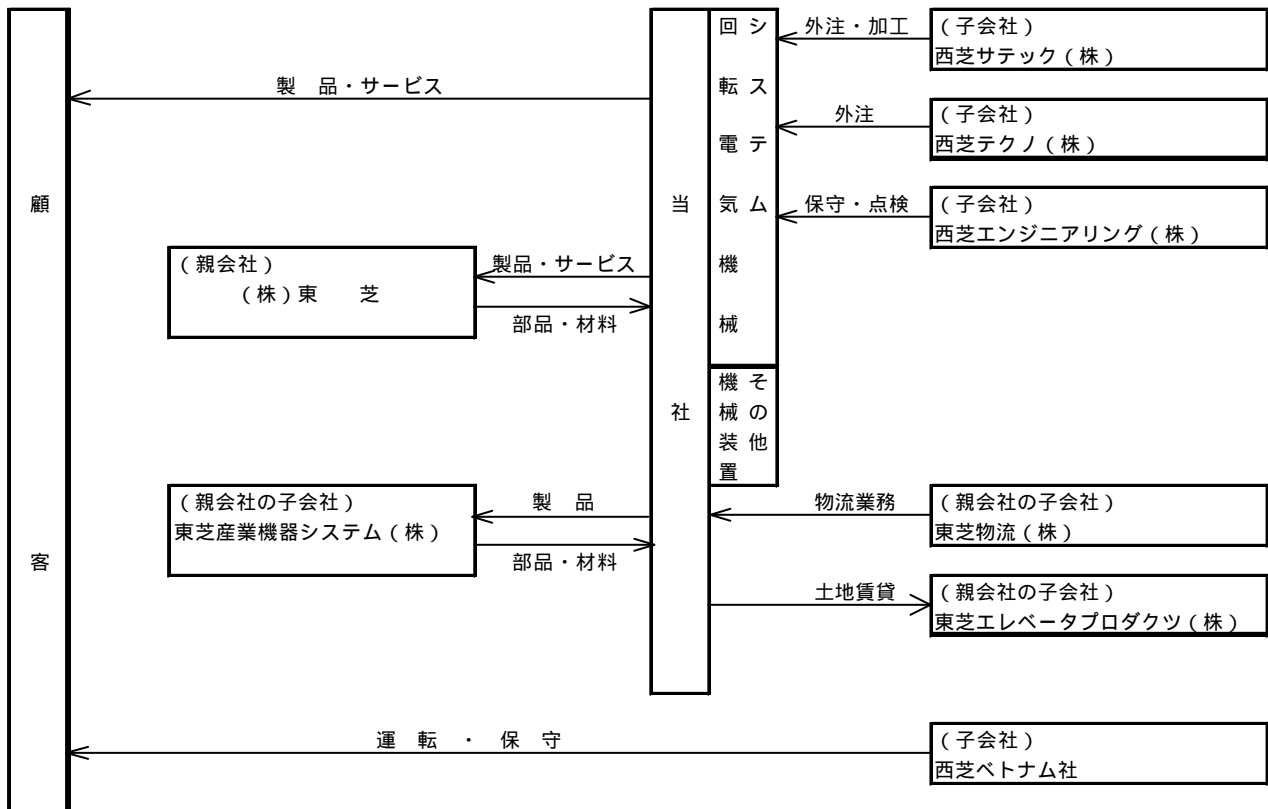 顧客
製 品・サービス
(親会社)
(株)東 芝
製品・サービス
部品・材料
(親会社の子会社)
東芝産業機器システム(株)
製 品
部品・材料
当社
回転電気機械
システム
機械装置
その他
外注・加工
(子会社)
西芝サテック(株)
外注
(子会社)
西芝テクノ(株)
保守・点検
(子会社)
西芝エンジニアリング(株)
物流業務
(親会社の子会社)
東芝物流(株)
土地賃貸
(親会社の子会社)
東芝エレベータプロダクツ(株)
運 転 ・ 保 守
(子会社)
西芝ベトナム社